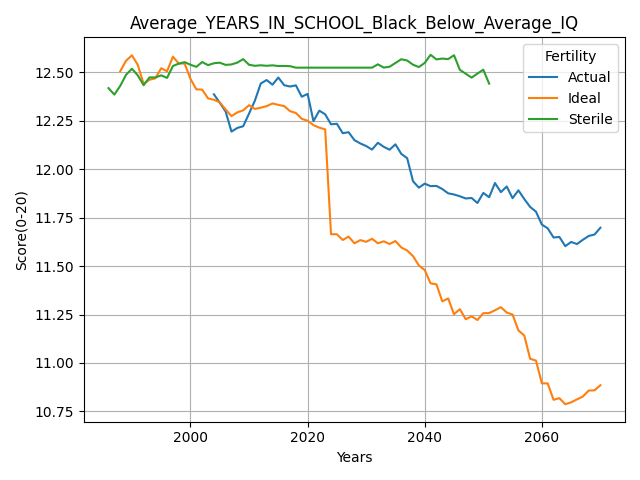 Average_YEARS_IN_SCHOOL_Black_Below_Average_IQ
Fertility
Actual
Ideal
Sterile
Score(0-20)
12.50
12.25
12.00
11.75
11.50
11.25
11.00
10.75
2000
2020
2040
2060
Years